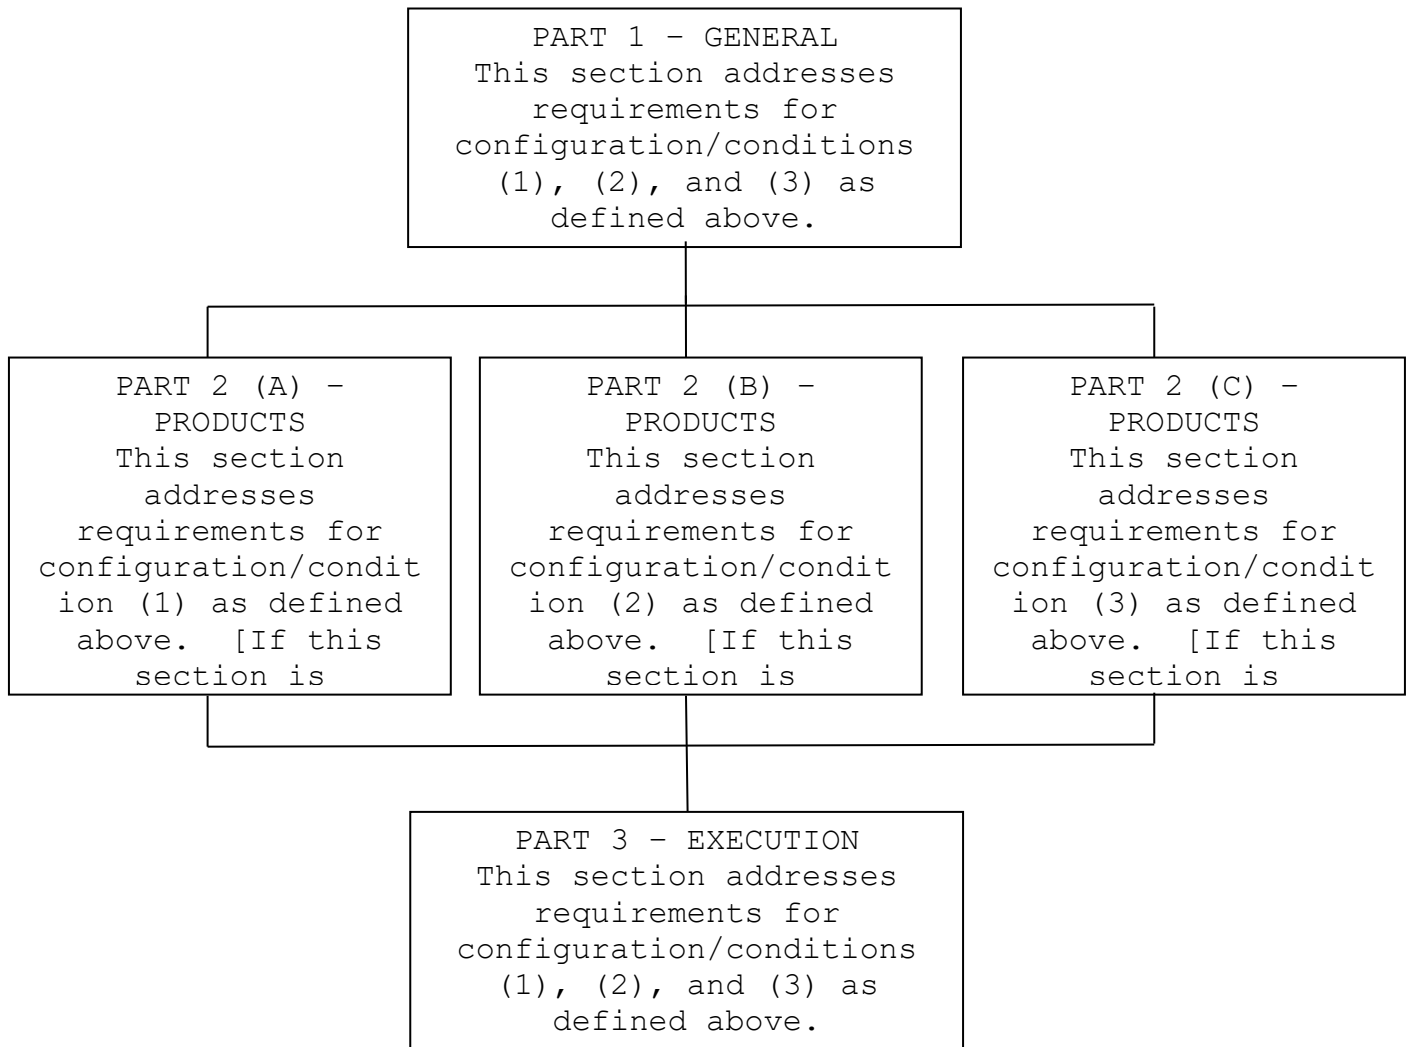 PART 1 – GENERAL
This section addresses
requirements for
configuration/conditions
(1), (2), and (3) as
defined above.
PART 2 (A) –
PRODUCTS
This section
addresses
requirements for
configuration/condit
ion (1) as defined
above.  [If this
section is
PART 2 (B) –
PRODUCTS
This section
addresses
requirements for
configuration/condit
ion (2) as defined
above.  [If this
section is
PART 2 (C) –
PRODUCTS
This section
addresses
requirements for
configuration/condit
ion (3) as defined
above.  [If this
section is
PART 3 – EXECUTION
This section addresses
requirements for
configuration/conditions
(1), (2), and (3) as
defined above.